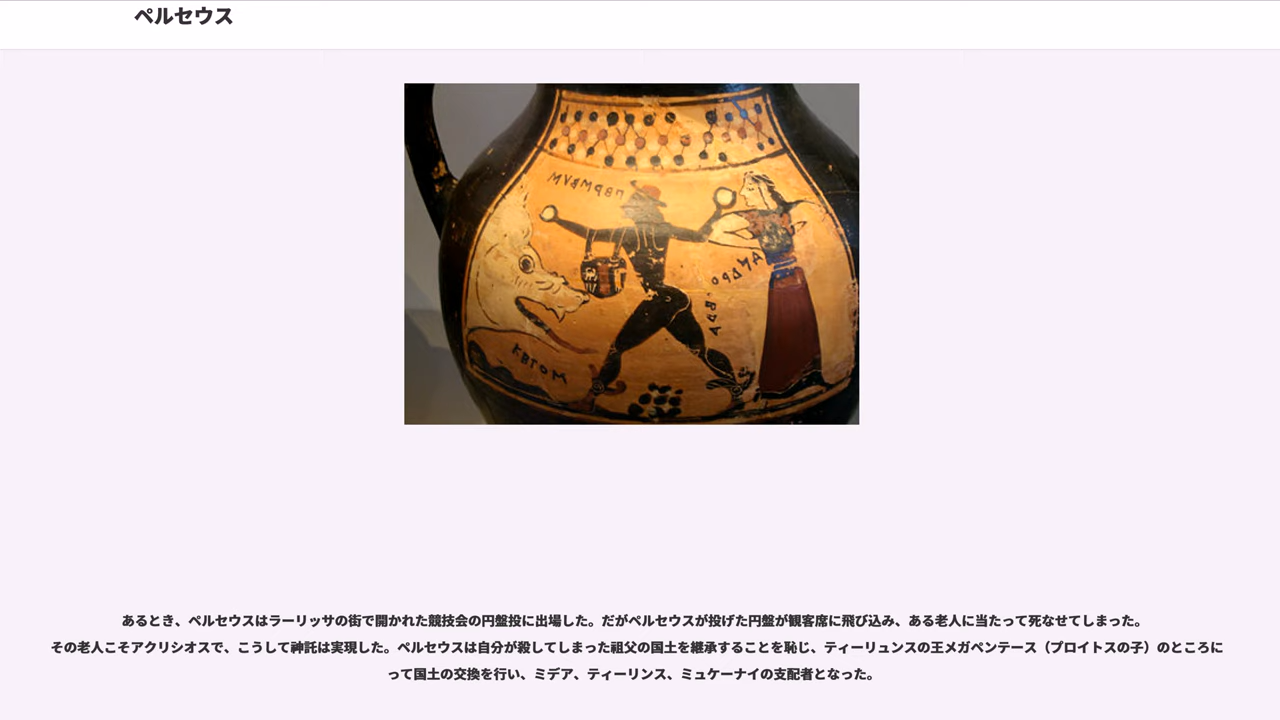 ペルセウス
あるとき、ペルセウスはラーリッサの街で開かれた競技会の円盤投に出場した。だがペルセウスが投げた円盤が観客席に飛び込み、ある老人に当たって死なせてしまった。
その老人こそアクリシオスで、こうして神託は実現した。ペルセウスは自分が殺してしまった祖父の国土を継承することを恥じ、ティーリュンスの王メガペンテース（プロイトスの子）のところに
って国土の交換を行い、ミデア、ティーリンス、ミュケーナイの支配者となった。